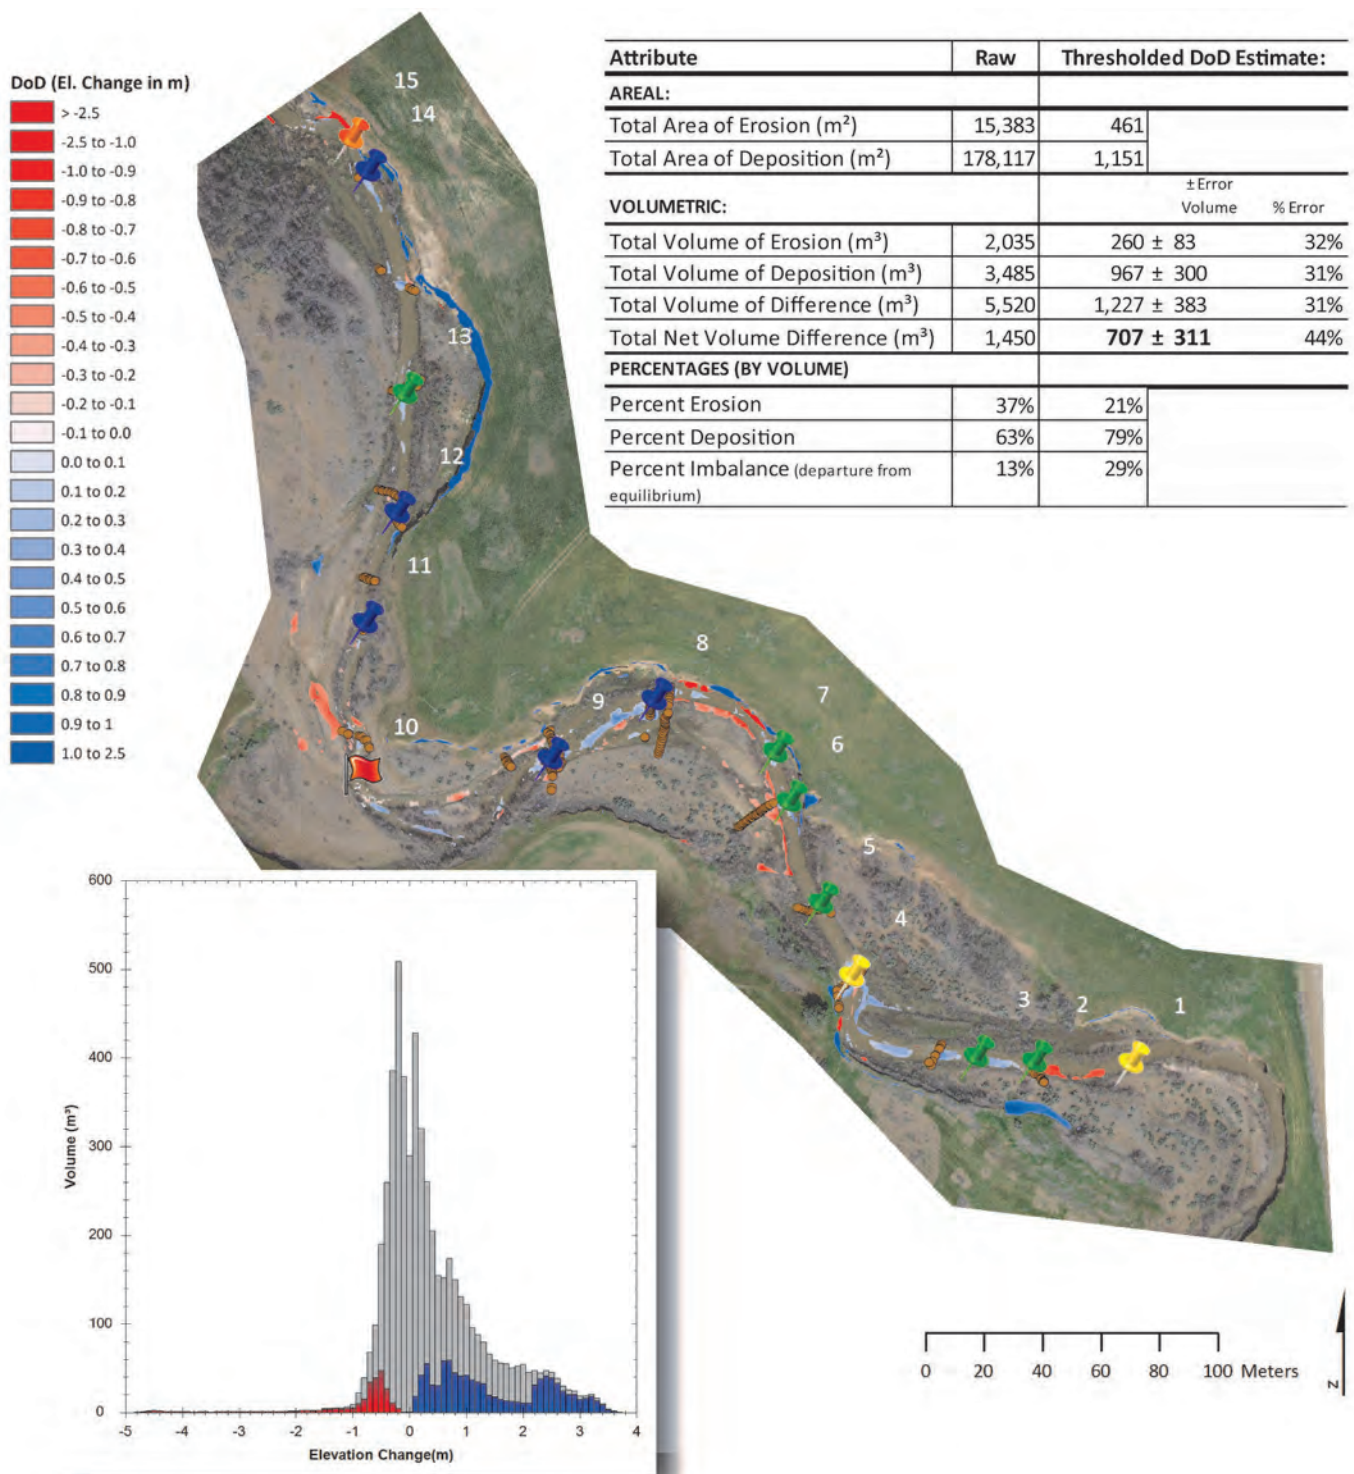 DoD (El. Change in m)
> -2.5
-2.5 to -1.0
-1.0 to -0.9
-0.9 to -0.8
-0.8 to -0.7
-0.7 to -0.6
-0.6 to -0.5
-0.5 to -0.4
-0.4 to -0.3
-0.3 to -0.2
-0.2 to -0.1
-0.1 to 0.0
0.0 to 0.1
0.1 to 0.2
0.2 to 0.3
0.3 to 0.4
0.4 to 0.5
0.5 to 0.6
0.6 to 0.7
0.7 to 0.8
0.8 to 0.9
0.9 to 1
1.0 to 2.5
Attribute Raw Thresholded DoD Estimate:
AREAL:
Total Area of Erosion (m²) 15,383 461
Total Area of Deposition (m²) 178,117 1,151
± Error
VOLUMETRIC: Volume % Error
Total Volume of Erosion (m³) 2,035 260 ± 83 32%
Total Volume of Deposition (m³) 3,485 967 ± 300 31%
Total Volume of Difference (m³) 5,520 1,227 ± 383 31%
Total Net Volume Difference (m³) 1,450 707 ± 311 44%
PERCENTAGES (BY VOLUME)
Percent Erosion 37% 21%
Percent Deposition 63% 79%
Percent Imbalance (departure from 13% 29%
equilibrium)
15
14
13
12
11
10
9
8
7
6
5
4
3
2
1
600
500
400
300
200
100
0
Volume (m³)
-5 -4 -3 -2 -1 0 1 2 3 4
Elevation Change(m)
0 20 40 60 80 100 Meters
N